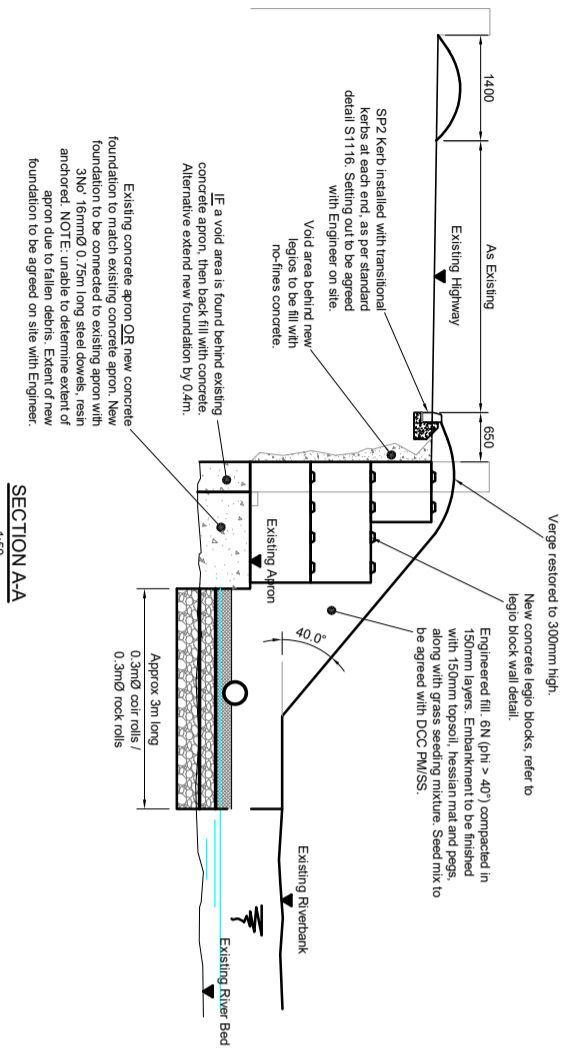 1400
As Existing
650
Existing Highway
SP2 Kerb installed with transitional
kerbs at each end, as per standard
detail S1116. Setting out to be agreed
with Engineer on site.
Void area behind new
legios to be fill with
no-fines concrete.
IF a void area is found behind existing
concrete apron, then back fill with concrete.
Alternative extend new foundation by 0.4m.
Existing concrete apron OR new concrete
foundation to match existing concrete apron. New
foundation to be connected to existing apron with
3No' 16mmØ 0.75m long steel dowels, resin
anchored. NOTE: unable to determine extent of
apron due to fallen debris. Extent of new
foundation to be agreed on site with Engineer.
Verge restored to 300mm high.
New concrete legio blocks, refer to
legio block wall detail.
Engineered fill. 6N (phi > 40°) compacted in
150mm layers. Embankment to be finished
with 150mm topsoil, hessian mat and pegs,
along with grass seeding mixture. Seed mix to
be agreed with DCC PM/SS.
40.0°
Existing Apron
Existing Riverbank
Existing River Bed
Approx 3m long
0.3mØ coir rolls /
0.3mØ rock rolls
SECTION A-A
1:50